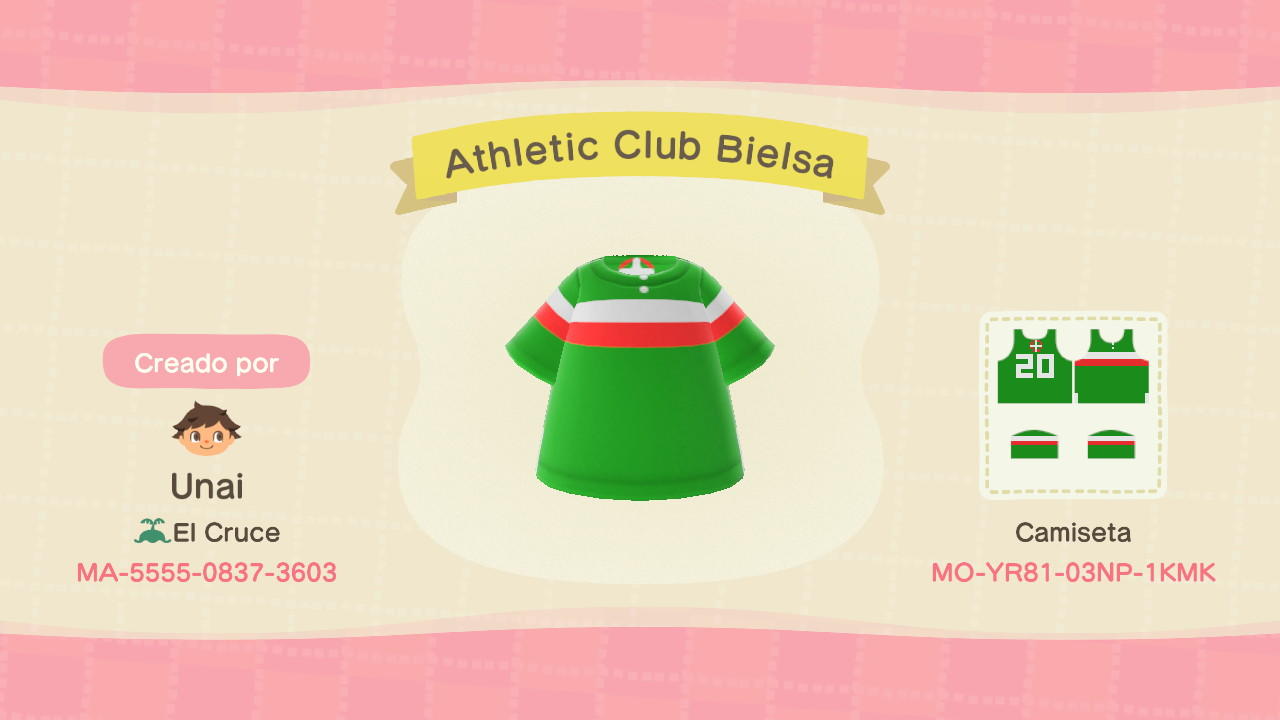 Athletic Club Bielsa
Creado por
Unai
El Cruce
MA-5555-0837-3603
20
Camiseta
MO-YR81-03NP-1KMK